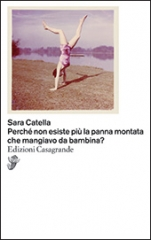 Sara Catella
Perché non esiste più la panna montata
che mangiavo da bambina?
Edizioni Casagrande